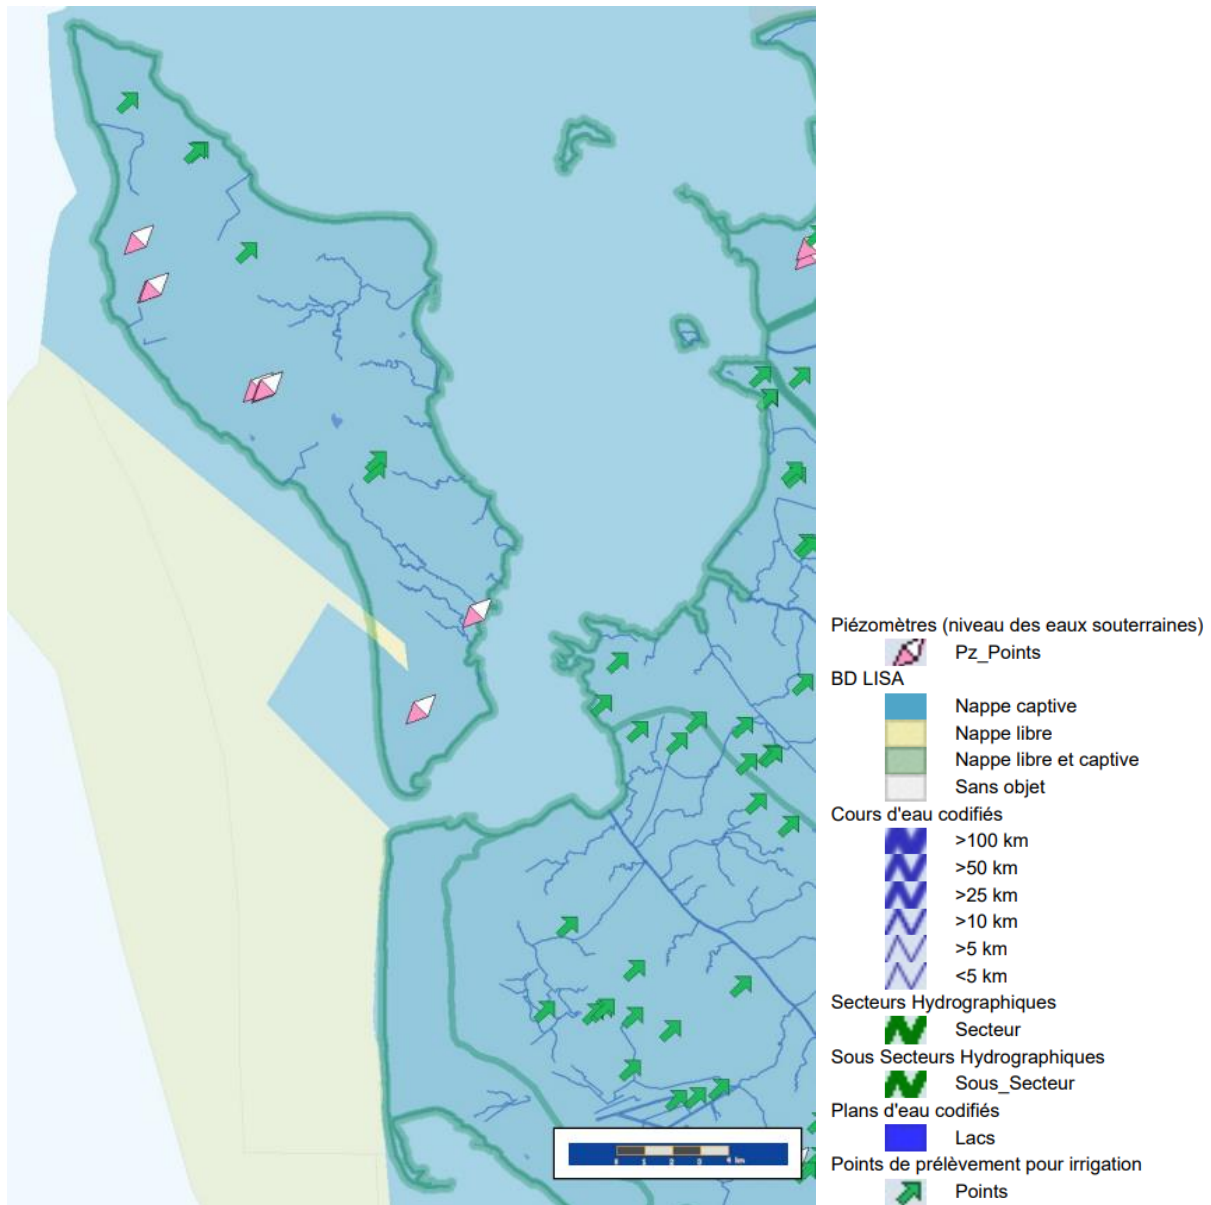 Piézomètres (niveau des eaux souterraines)
Pz_Points
BD LISA
Nappe captive
Nappe libre
Nappe libre et captive
Sans objet
Cours d'eau codifiés
>100 km
>50 km
>25 km
>10 km
>5 km
<5 km
Secteurs Hydrographiques
Secteur
Sous Secteurs Hydrographiques
Sous_Secteur
Plans d'eau codifiés
Lacs
Points de prélèvement pour irrigation
Points